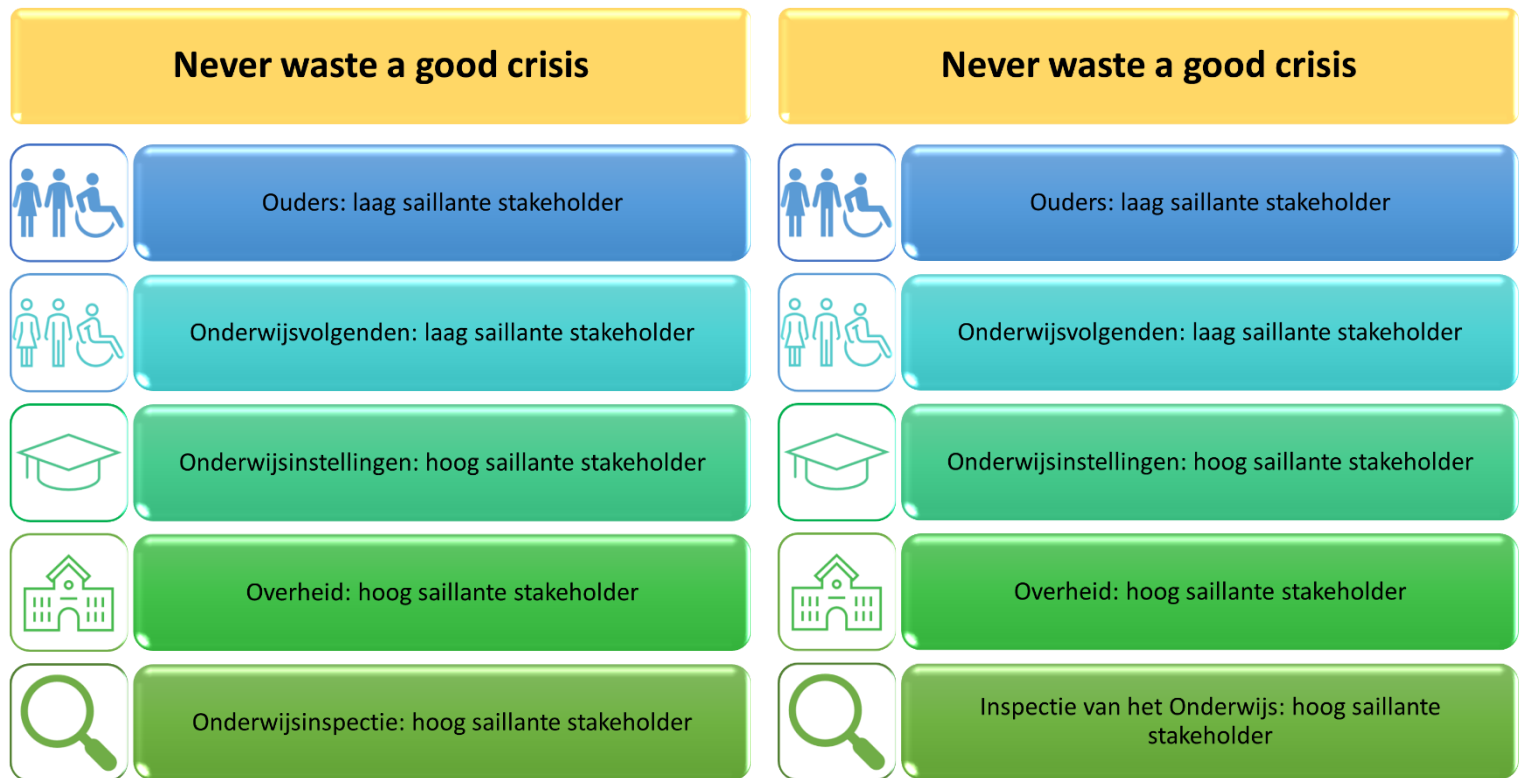 Never waste a good crisis
Ouders: laag saillante stakeholder
Onderwijsvolgenden: laag saillante stakeholder
Onderwijsinstellingen: hoog saillante stakeholder
Overheid: hoog saillante stakeholder
Onderwijsinspectie: hoog saillante stakeholder
Never waste a good crisis
Ouders: laag saillante stakeholder
Onderwijsvolgenden: laag saillante stakeholder
Onderwijsinstellingen: hoog saillante stakeholder
Overheid: hoog saillante stakeholder
Inspectie van het Onderwijs: hoog saillante
stakeholder